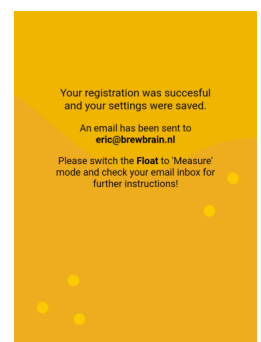 Your registration was succesful
and your settings were saved.
An email has been sent to
eric@brewbrain.nl
Please switch the Float to 'Measure'
mode and check your email inbox for
further instructions!